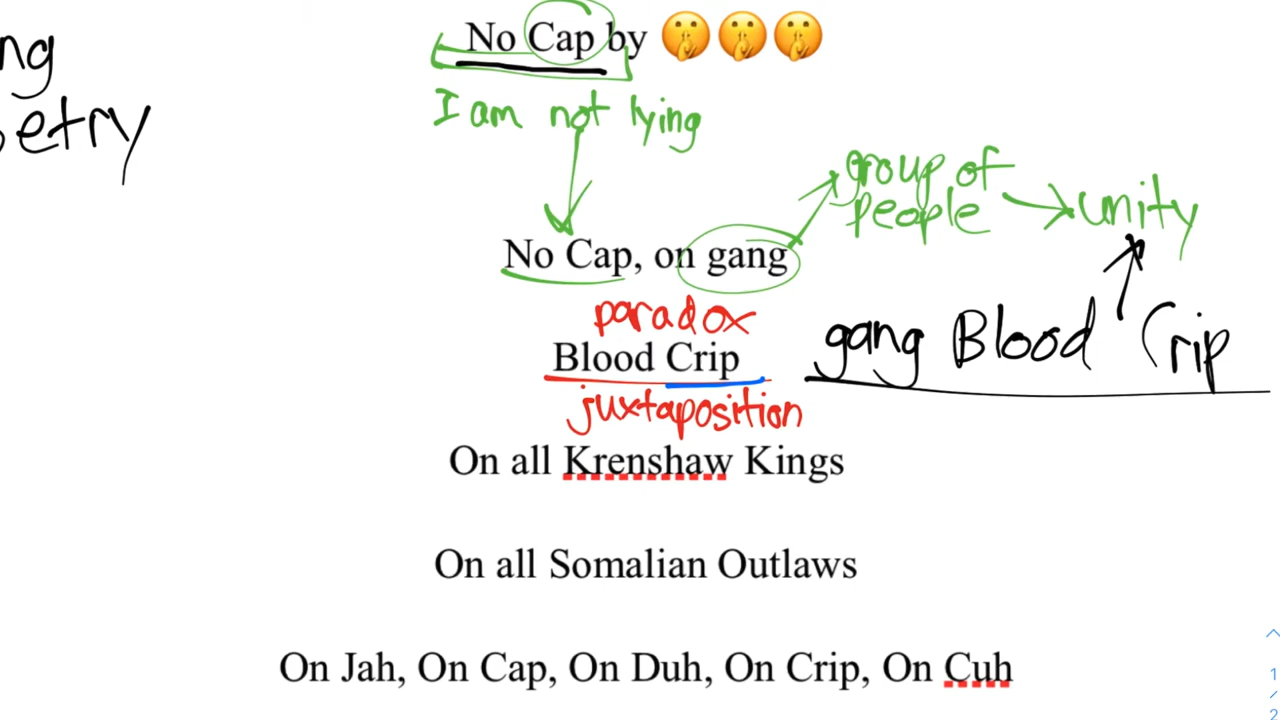 No Cap by 🤫🤫🤫
ng
etry
I am not lying
group of
people
unity
No Cap, on gang
paradox
gang Blood Crip
Blood Crip
juxtaposition
On all Krenshaw Kings
On all Somalian Outlaws
On Jah, On Cap, On Duh, On Crip, On Cuh
1
/
2